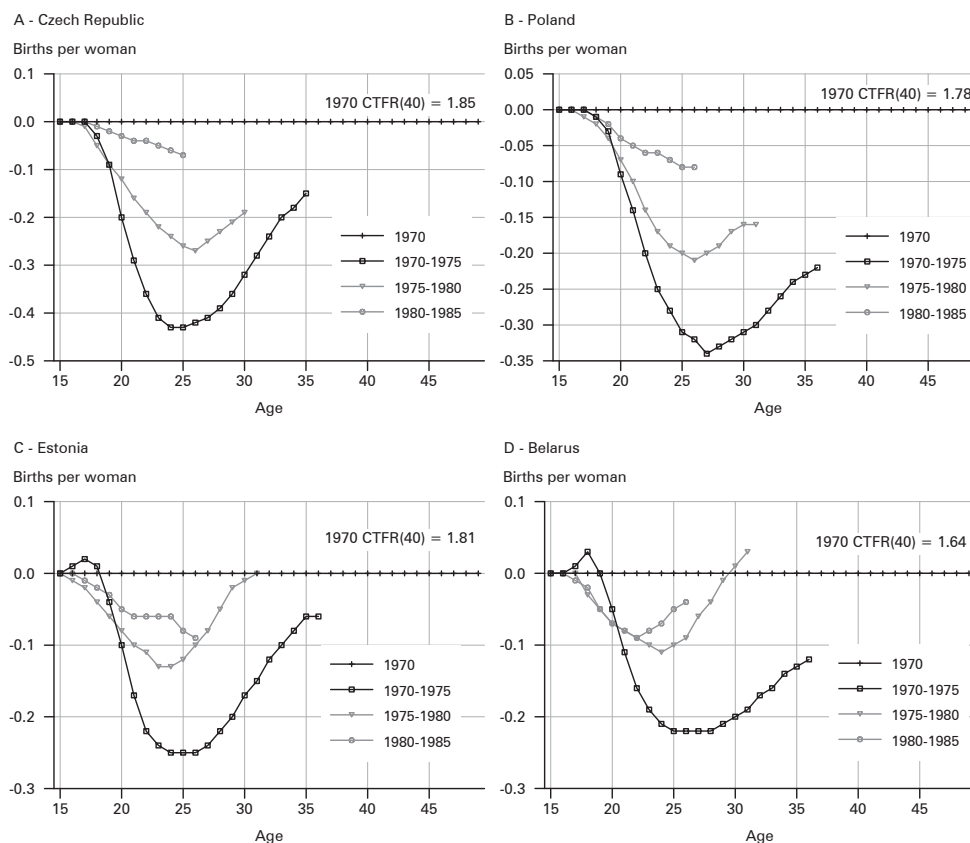 A - Czech Republic
Births per woman
0.1
0.0
-0.1
-0.2
-0.3
-0.4
-0.5
1970 CTFR(40) = 1.85
1970
1970-1975
1975-1980
1980-1985
15 20 25 30 35 40 45
Age
B - Poland
Births per woman
0.05
0.00
-0.05
-0.10
-0.15
-0.20
-0.25
-0.30
-0.35
1970 CTFR(40) = 1.78
1970
1970-1975
1975-1980
1980-1985
15 20 25 30 35 40 45
Age
C - Estonia
Births per woman
0.1
0.0
-0.1
-0.2
-0.3
1970 CTFR(40) = 1.81
1970
1970-1975
1975-1980
1980-1985
15 20 25 30 35 40 45
Age
D - Belarus
Births per woman
0.1
0.0
-0.1
-0.2
-0.3
1970 CTFR(40) = 1.64
1970
1970-1975
1975-1980
1980-1985
15 20 25 30 35 40 45
Age